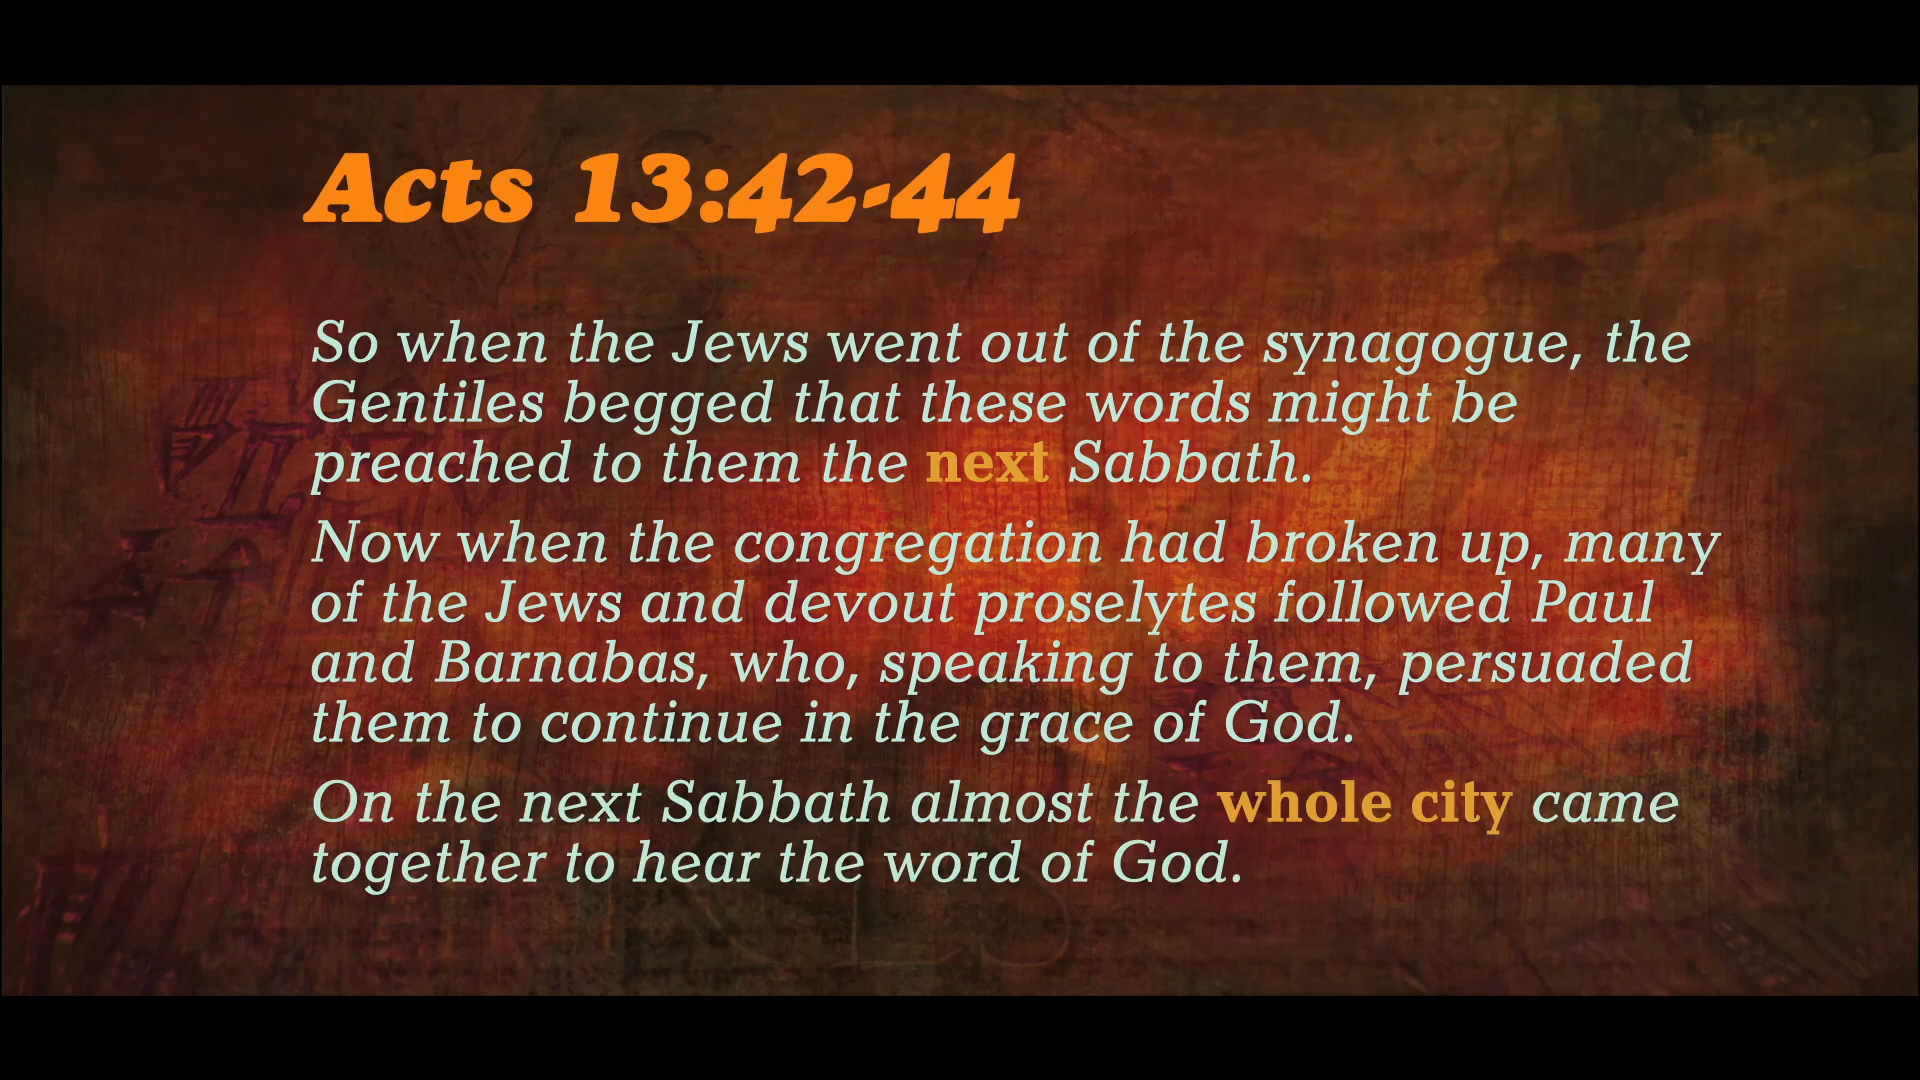 Acts 13:42-44
So when the Jews went out of the synagogue, the
Gentiles begged that these words might be
preached to them the next Sabbath.
Now when the congregation had broken up, many
of the Jews and devout proselytes followed Paul
and Barnabas, who, speaking to them, persuaded
them to continue in the grace of God.
On the next Sabbath almost the whole city came
together to hear the word of God.